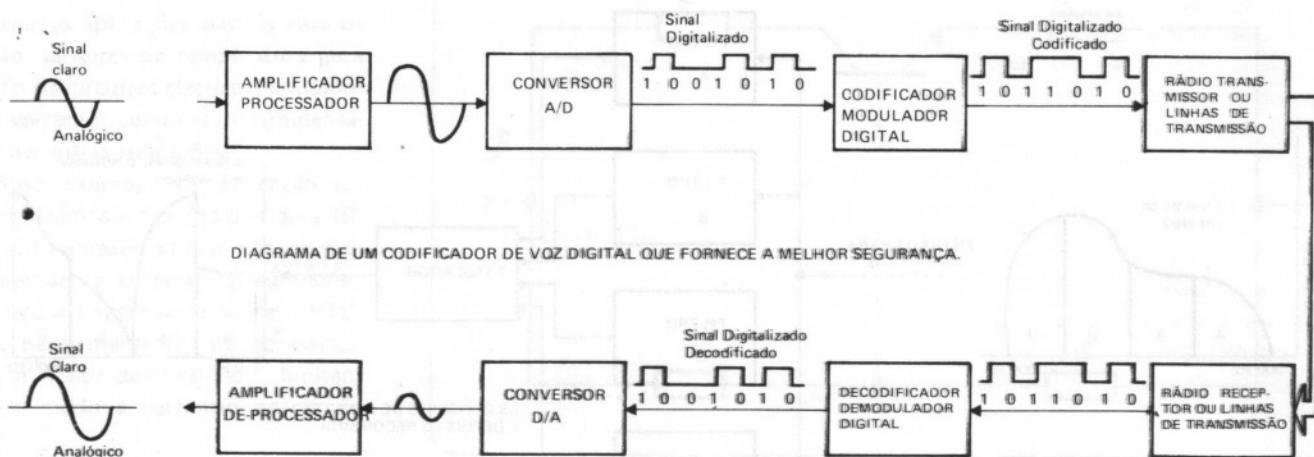 Sinal
claro
Analógico
AMPLIFICADOR
PROCESSADOR
CONVERSOR
A/D
Sinal
Digitalizado
1 0 0 1 0 1 0
CODIFICADOR
MODULADOR
DIGITAL
Sinal Digitalizado
Codificado
1 0 1 1 0 1 0
RÁDIO TRANS-
MISSOR OU
LINHAS DE
TRANSMISSÃO
DIAGRAMA DE UM CODIFICADOR DE VOZ DIGITAL QUE FORNECE A MELHOR SEGURANÇA.
Sinal
Claro
Analógico
AMPLIFICADOR
DE-PROCESSADOR
CONVERSOR
D/A
Sinal Digitalizado
Decodificado
1 0 0 1 0 1 0
DECODIFICADOR
DEMODULADOR
DIGITAL
1 0 1 1 0 1 0
RÁDIO RECEP-
TOR OU LINHAS
DE TRANSMISSÃO